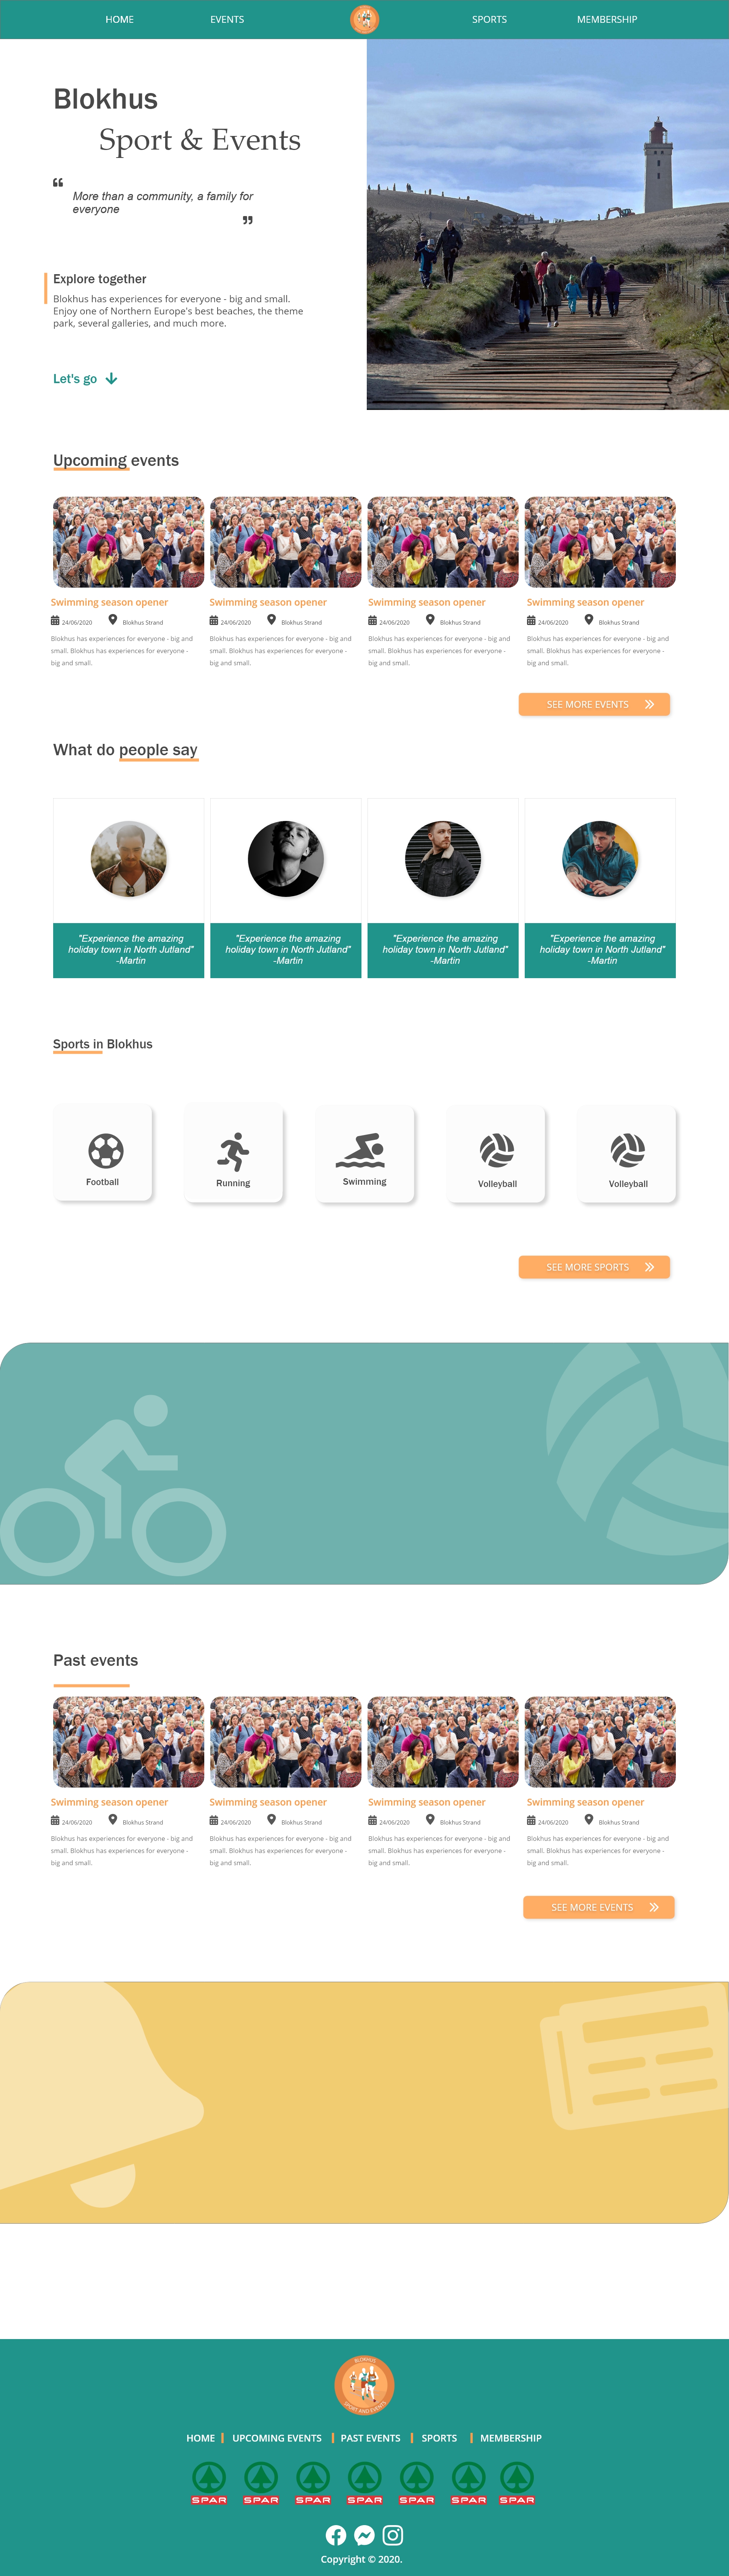 HOME EVENTS SPORTS MEMBERSHIP
Blokhus
Sport & Events
“
More than a community, a family for
everyone
”
Explore together
Blokhus has experiences for everyone - big and small.
Enjoy one of Northern Europe's best beaches, the theme
park, several galleries, and much more.
Let's go
Upcoming events
Swimming season opener
24/06/2020 Blokhus Strand
Blokhus has experiences for everyone - big and
small. Blokhus has experiences for everyone -
big and small.
Swimming season opener
24/06/2020 Blokhus Strand
Blokhus has experiences for everyone - big and
small. Blokhus has experiences for everyone -
big and small.
Swimming season opener
24/06/2020 Blokhus Strand
Blokhus has experiences for everyone - big and
small. Blokhus has experiences for everyone -
big and small.
Swimming season opener
24/06/2020 Blokhus Strand
Blokhus has experiences for everyone - big and
small. Blokhus has experiences for everyone -
big and small.
SEE MORE EVENTS
What do people say
"Experience the amazing
holiday town in North Jutland"
-Martin
"Experience the amazing
holiday town in North Jutland"
-Martin
"Experience the amazing
holiday town in North Jutland"
-Martin
"Experience the amazing
holiday town in North Jutland"
-Martin
Sports in Blokhus
Football
Running
Swimming
Volleyball
Volleyball
SEE MORE SPORTS
Past events
Swimming season opener
24/06/2020 Blokhus Strand
Blokhus has experiences for everyone - big and
small. Blokhus has experiences for everyone -
big and small.
Swimming season opener
24/06/2020 Blokhus Strand
Blokhus has experiences for everyone - big and
small. Blokhus has experiences for everyone -
big and small.
Swimming season opener
24/06/2020 Blokhus Strand
Blokhus has experiences for everyone - big and
small. Blokhus has experiences for everyone -
big and small.
Swimming season opener
24/06/2020 Blokhus Strand
Blokhus has experiences for everyone - big and
small. Blokhus has experiences for everyone -
big and small.
SEE MORE EVENTS
BLOKHUS
SPORT AND EVENTS
HOME UPCOMING EVENTS PAST EVENTS SPORTS MEMBERSHIP
SPAR SPAR SPAR SPAR SPAR SPAR SPAR
Copyright © 2020.